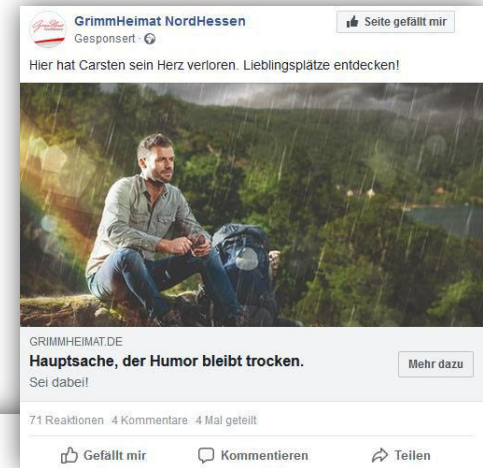 GrimmHeimat NordHessen
Seite gefällt mir
Gesponsert ·
Hier hat Carsten sein Herz verloren. Lieblingsplätze entdecken!
GRIMMHEIMAT.DE
Hauptsache, der Humor bleibt trocken.
Mehr dazu
Sei dabei!
71 Reaktionen 4 Kommentare 4 Mal geteilt
Gefällt mir Kommentieren Teilen